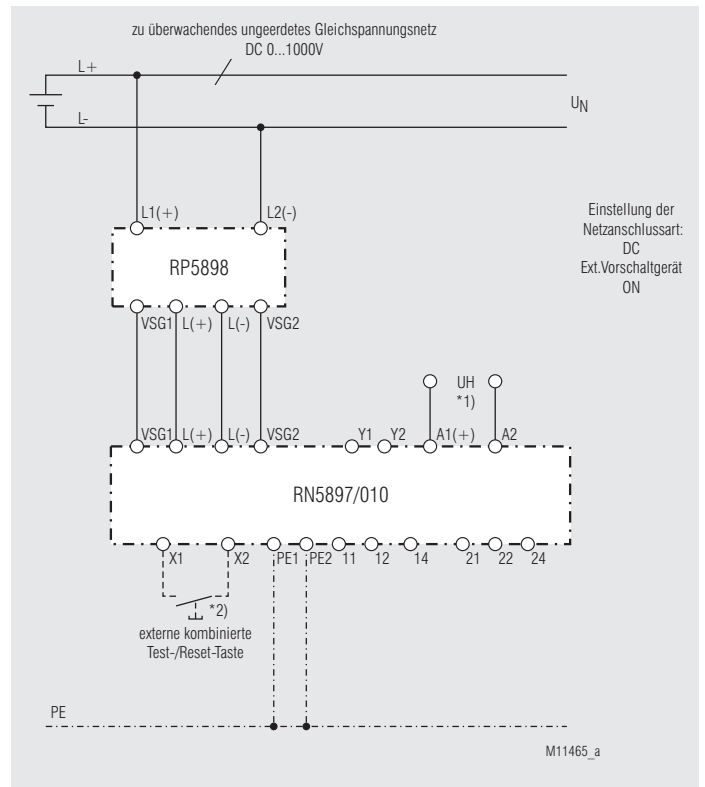 zu überwachendes ungeerdetes Gleichspannungsnetz
DC 0...1000V
L+
L-
UN
L1(+) L2(-)
Einstellung der
Netzanschlussart:
DC
Ext.Vorschaltgerät
ON
RP5898
VSG1 L(+) L(-) VSG2
UH
*1)
VSG1 L(+) L(-) VSG2 Y1 Y2 A1(+) A2
RN5897/010
X1 X2 PE1 PE2 11 12 14 21 22 24
*2)
externe kombinierte
Test-/Reset-Taste
PE
M11465_a